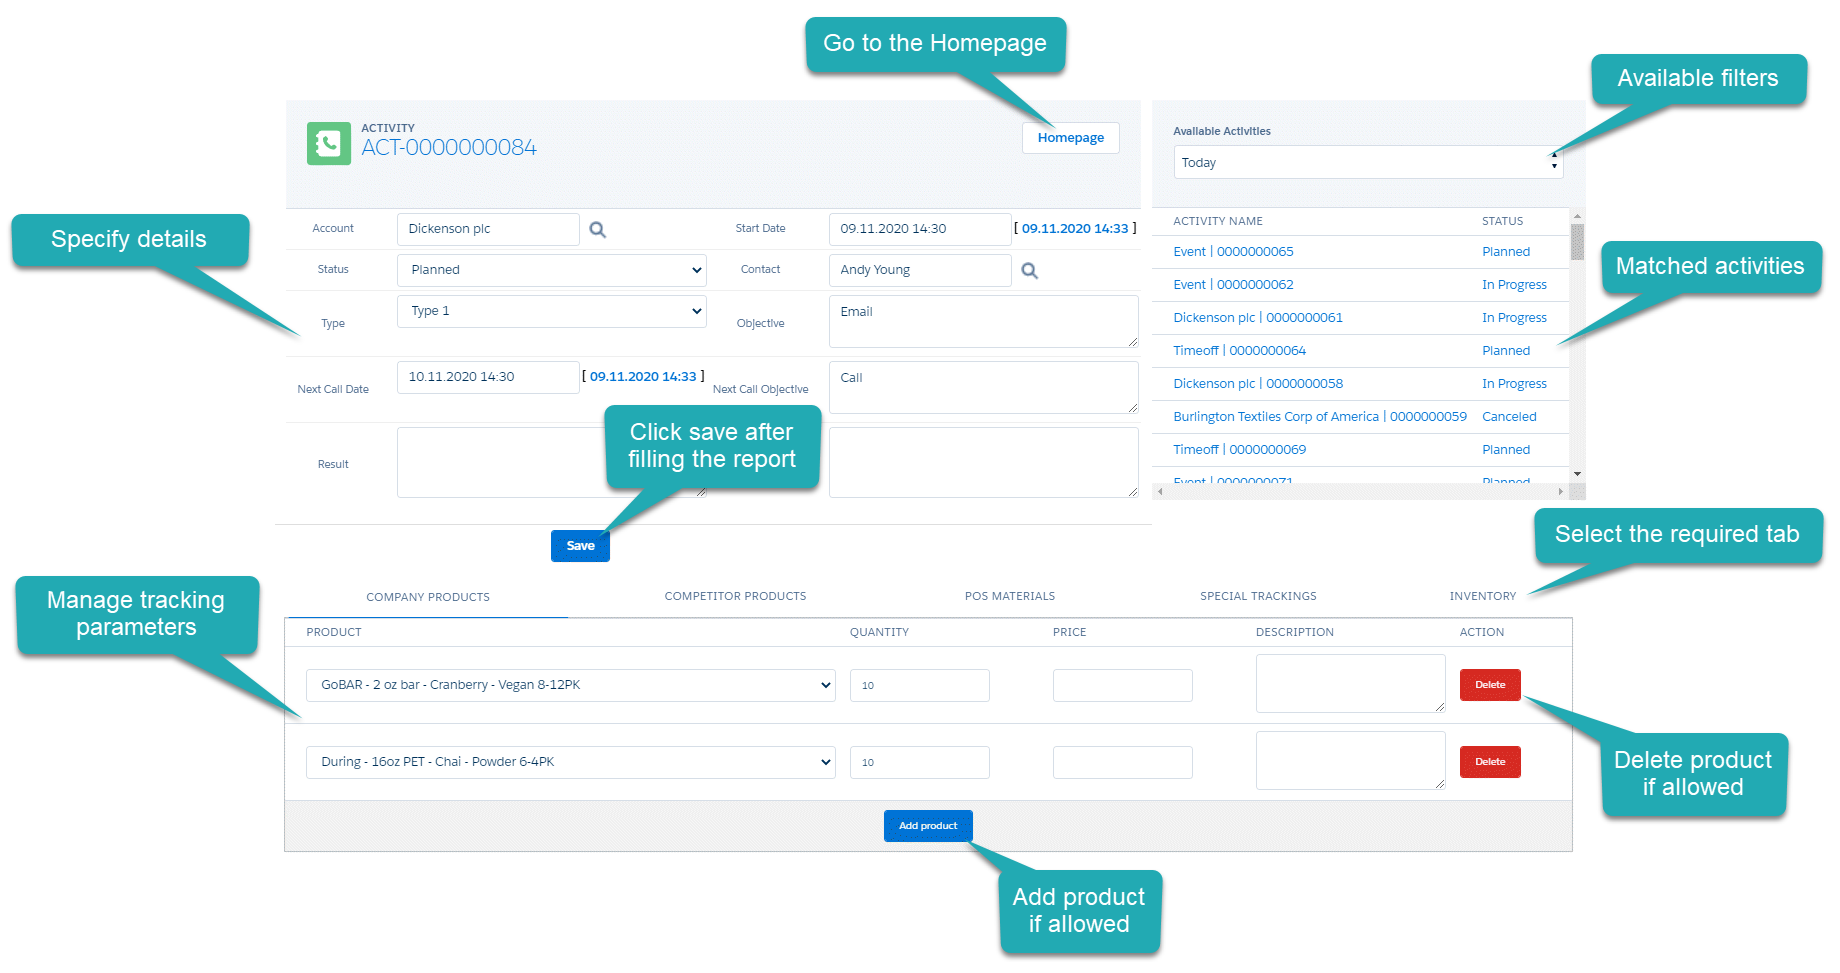 Go to the Homepage
Available filters
ACTIVITY
ACT-0000000084
Homepage
Available Activities
Today
Specify details
Account
Dickenson plc
Start Date
09.11.2020 14:30
[ 09.11.2020 14:33 ]
Status
Planned
Contact
Andy Young
Type
Type 1
Objective
Email
Next Call Date
10.11.2020 14:30
[ 09.11.2020 14:33 ]
Next Call Objective
Call
Result
Click save after
filling the report
Save
ACTIVITY NAME STATUS
Event | 0000000065 Planned
Event | 0000000062 In Progress
Dickenson plc | 0000000061 In Progress
Timeoff | 0000000064 Planned
Dickenson plc | 0000000058 In Progress
Burlington Textiles Corp of America | 0000000059 Canceled
Timeoff | 0000000069 Planned
Event | 0000000071 Planned
Matched activities
Select the required tab
Manage tracking
parameters
COMPANY PRODUCTS COMPETITOR PRODUCTS POS MATERIALS SPECIAL TRACKINGS INVENTORY
PRODUCT QUANTITY PRICE DESCRIPTION ACTION
GoBAR - 2 oz bar - Cranberry - Vegan 8-12PK 10 Delete
During - 16oz PET - Chai - Powder 6-4PK 10 Delete
Add product
Delete product
if allowed
Add product
if allowed